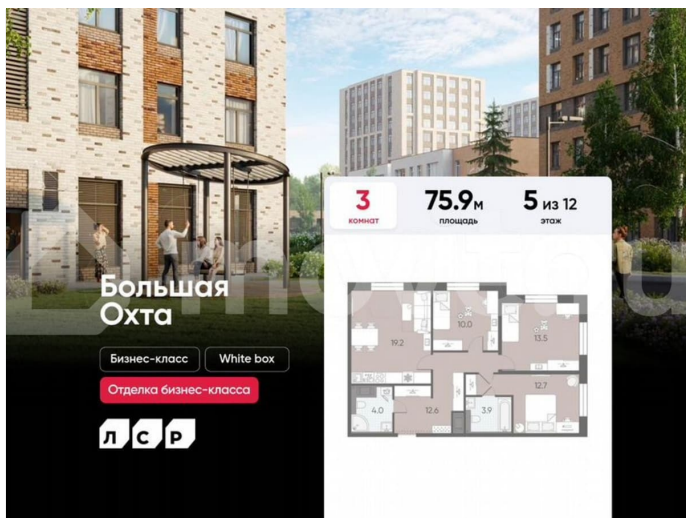 3
комнат
75.9м
площадь
5 из 12
этаж
Большая
Охта
Бизнес-класс
White box
Отделка бизнес-класса
ЛСР
19.2
10.0
13.5
12.7
4.0
12.6
3.9